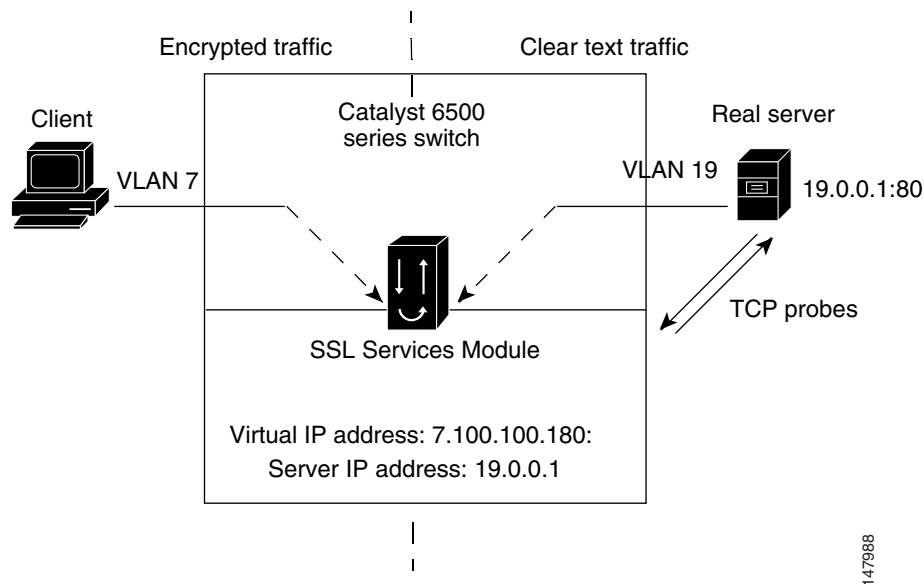 Encrypted traffic
Clear text traffic
Client
Catalyst 6500
series switch
Real server
VLAN 7
VLAN 19
19.0.0.1:80
TCP probes
SSL Services Module
Virtual IP address: 7.100.100.180:
Server IP address: 19.0.0.1
147988